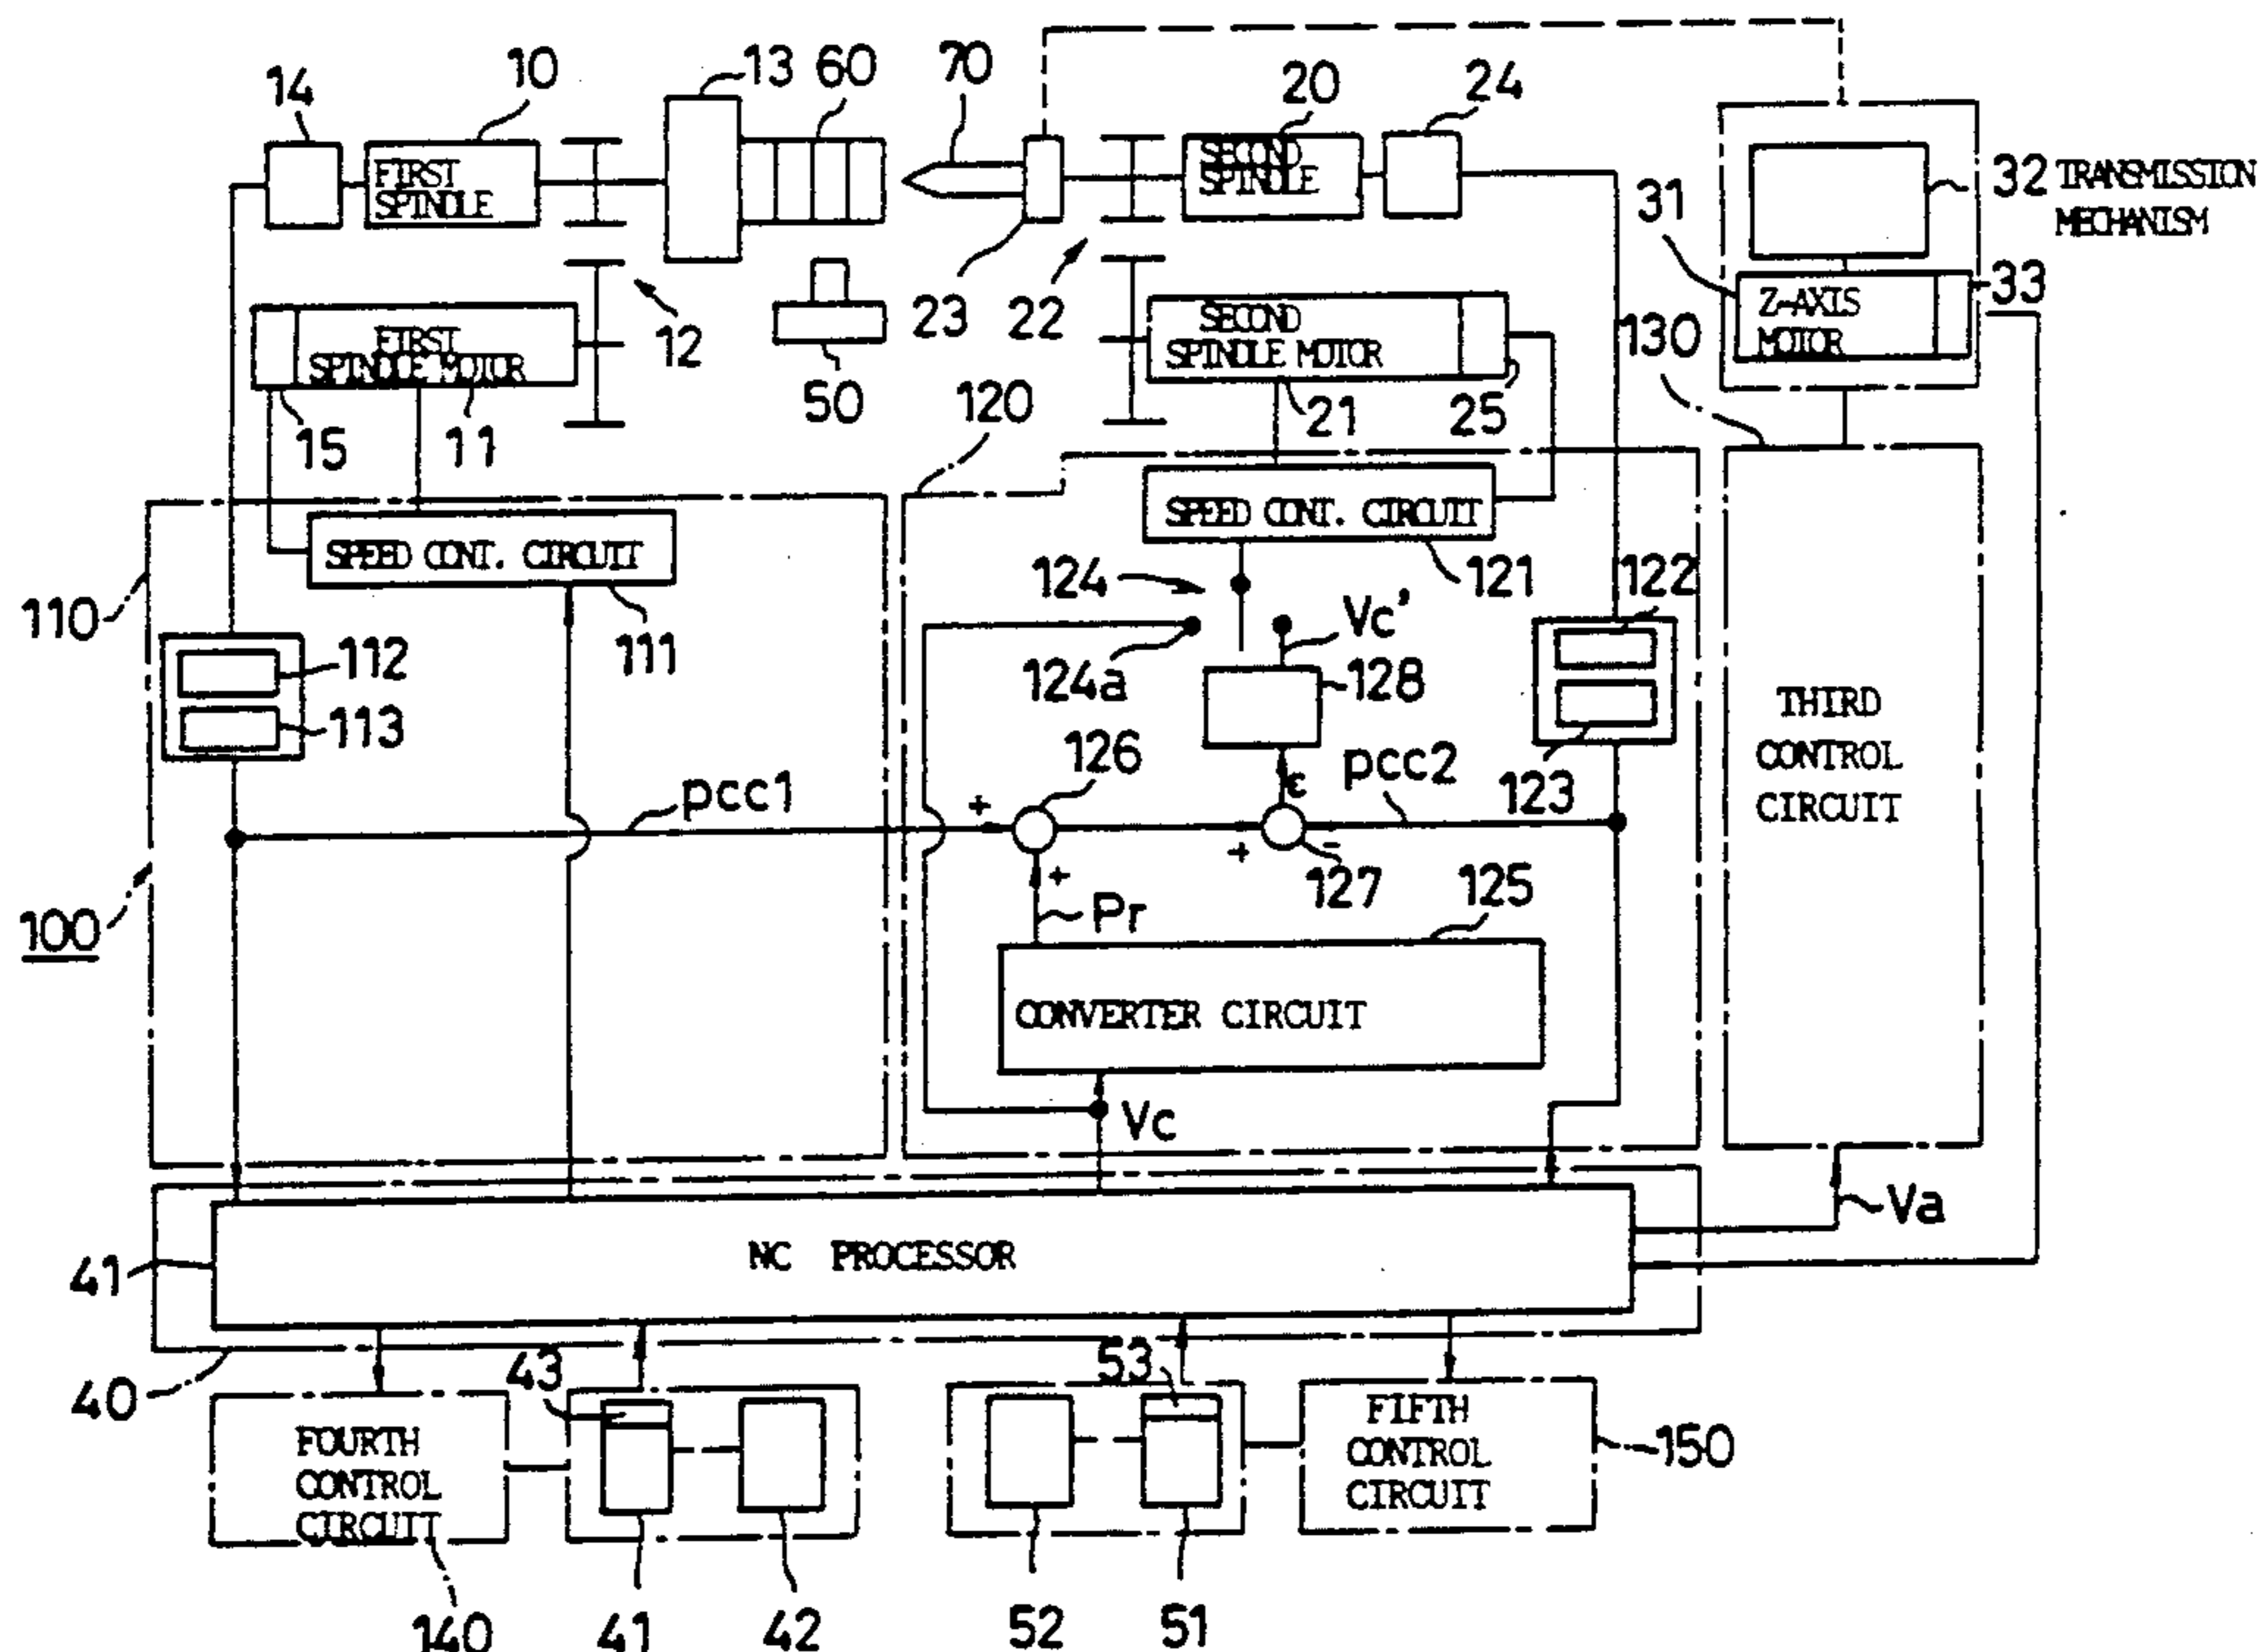 14
10
13
60
70
20
24
FIRST
SPINDLE
SECOND
SPINDLE
32
TRANSMISSION
MECHANISM
31
33
23
22
12
Z-AXIS
MOTOR
FIRST
SPINDLE MOTOR
50
SECOND
SPINDLE MOTOR
130
15
11
120
21
25
SPEED CONT. CIRCUIT
SPEED CONT. CIRCUIT
110
111
124
121
122
Vc'
112
124a
128
113
126
pcc2
123
THIRD
CONTROL
CIRCUIT
pcc1
+
ε
+
-
127
125
+
Pr
100
CONVERTER CIRCUIT
Vc
Va
41
NC PROCESSOR
40
43
53
FOURTH
CONTROL
CIRCUIT
FIFTH
CONTROL
CIRCUIT
150
140
41
42
52
51